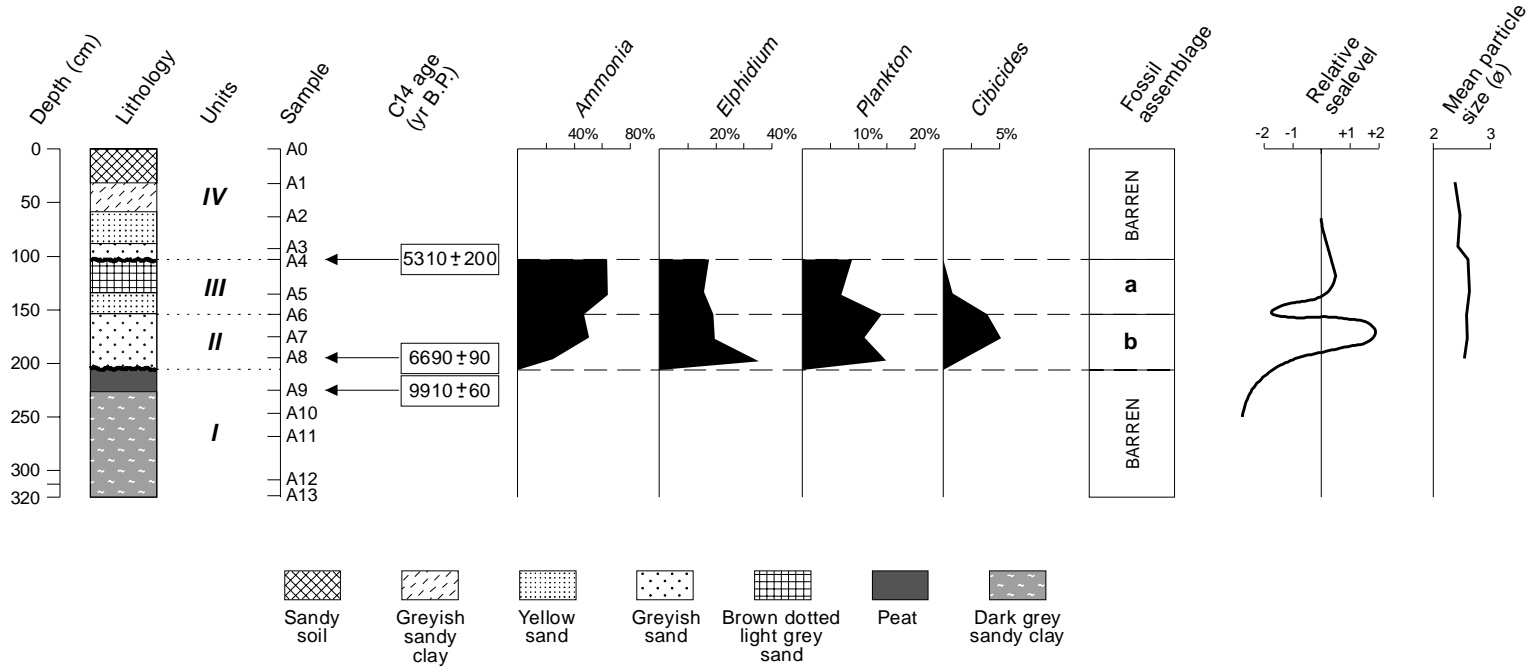 Depth (cm)
Lithology
Units
Sample
C14 age
(yr B.P.)
Ammonia
Elphidium
Plankton
Cibicides
Fossil
assemblage
Relative
sealevel
Mean particle
size (ø)
40% 80% 20% 40% 10% 20% 5%
-2 -1 +1 +2 2 3
0
50
100
150
200
250
300
320
IV
III
II
I
A0
A1
A2
A3
A4
A5
A6
A7
A8
A9
A10
A11
A12
A13
5310±200
6690±90
9910±60
BARREN
a
b
BARREN
Sandy
soil
Greyish
sandy
clay
Yellow
sand
Greyish
sand
Brown dotted
light grey
sand
Peat
Dark grey
sandy clay